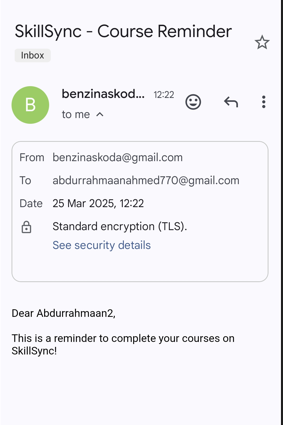 SkillSync - Course Reminder
Inbox
B
benzinaskod... 12:22
to me
From benzinaskoda@gmail.com
To abdurrahmaanahmed770@gmail.com
Date 25 Mar 2025, 12:22
Standard encryption (TLS).
See security details
Dear Abdurrahmaan2,
This is a reminder to complete your courses on
SkillSync!